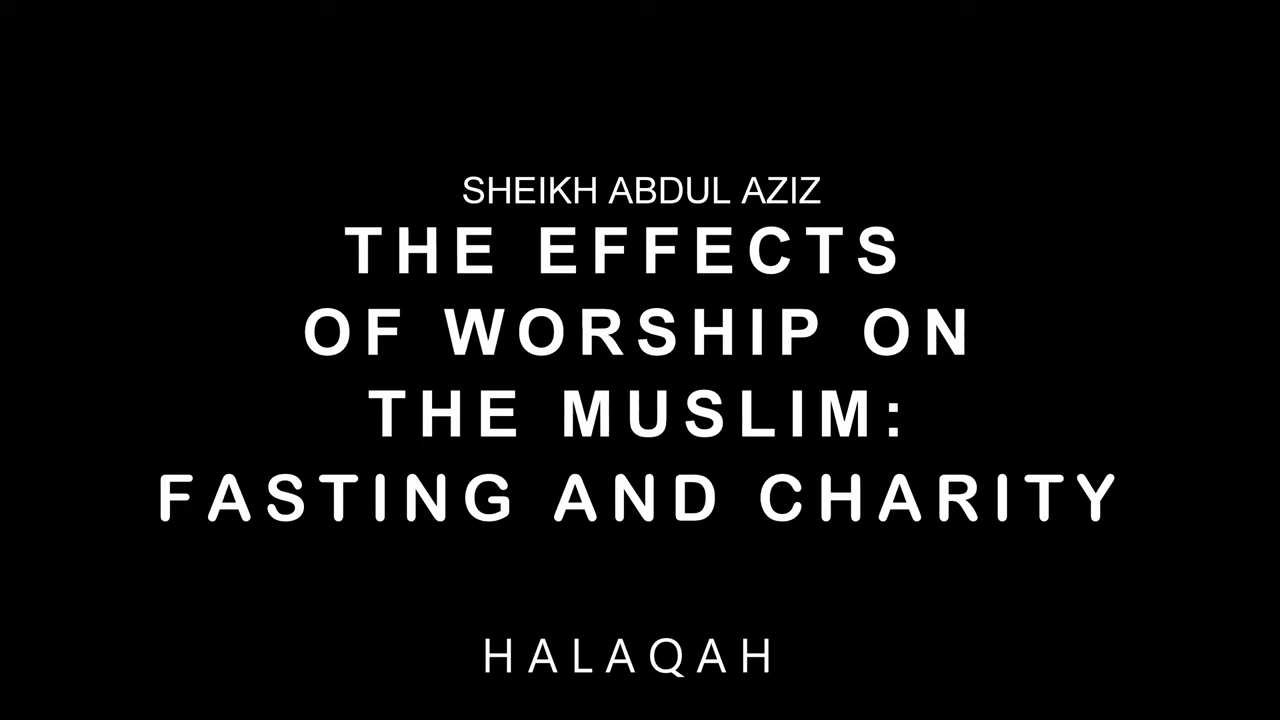 SHEIKH ABDUL AZIZ
THE EFFECTS
OF WORSHIP ON
THE MUSLIM:
FASTING AND CHARITY
HALAQAH